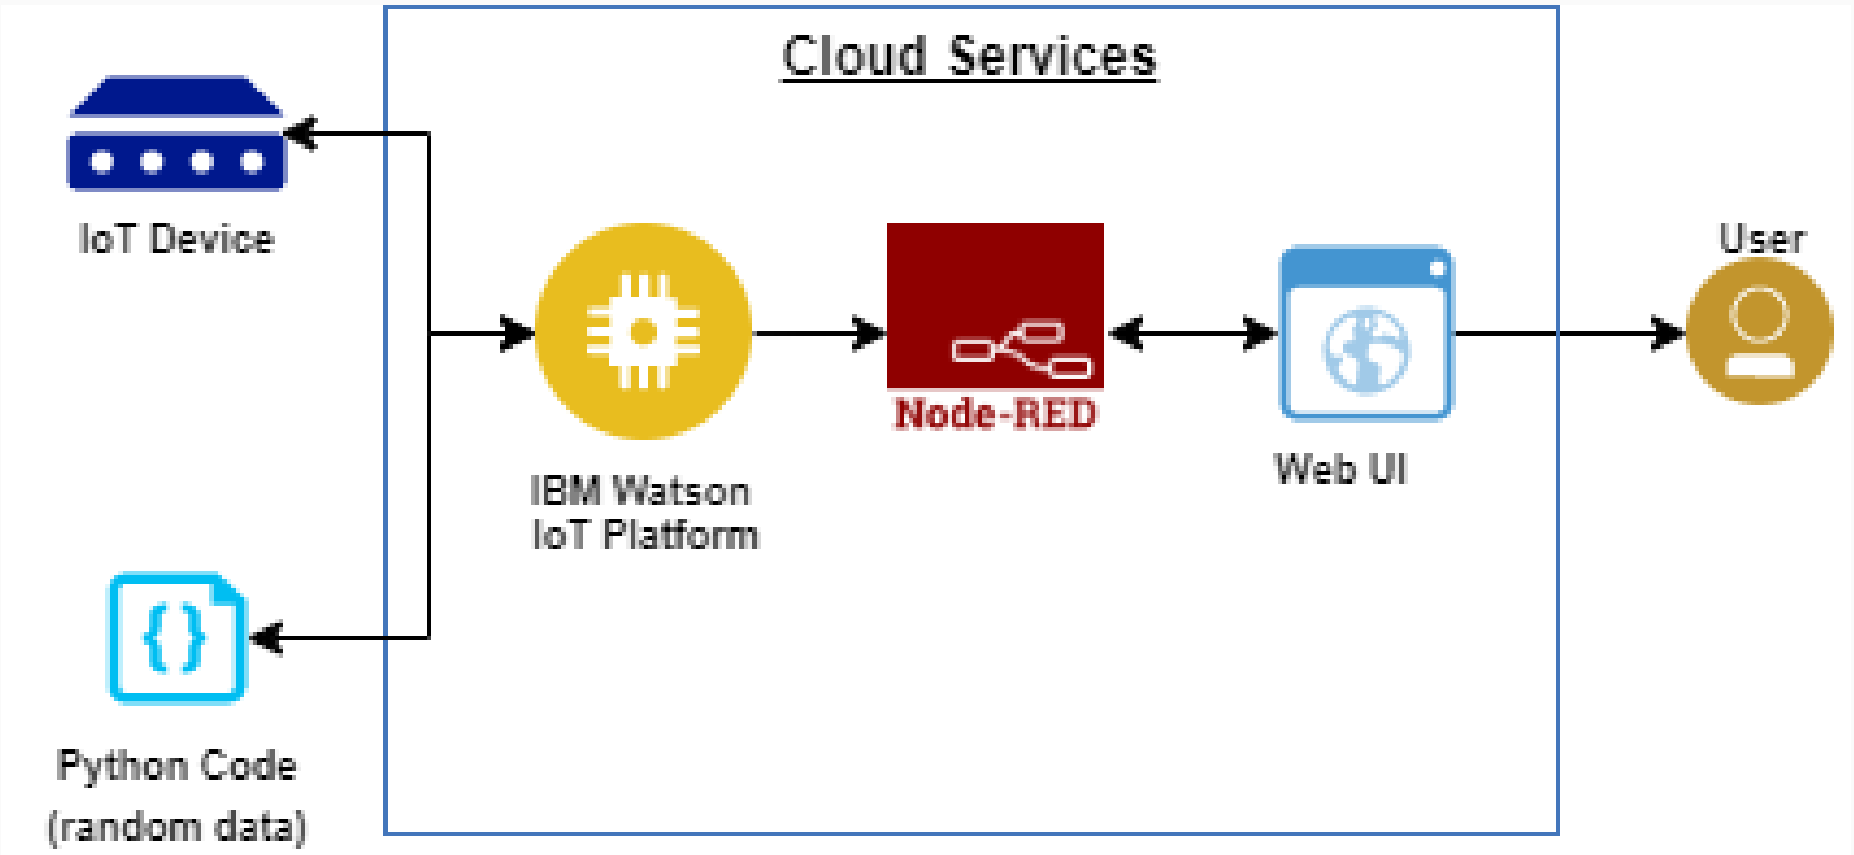 Cloud Services
IoT Device
User
Node-RED
Web UI
IBM Watson
IoT Platform
Python Code
(random data)